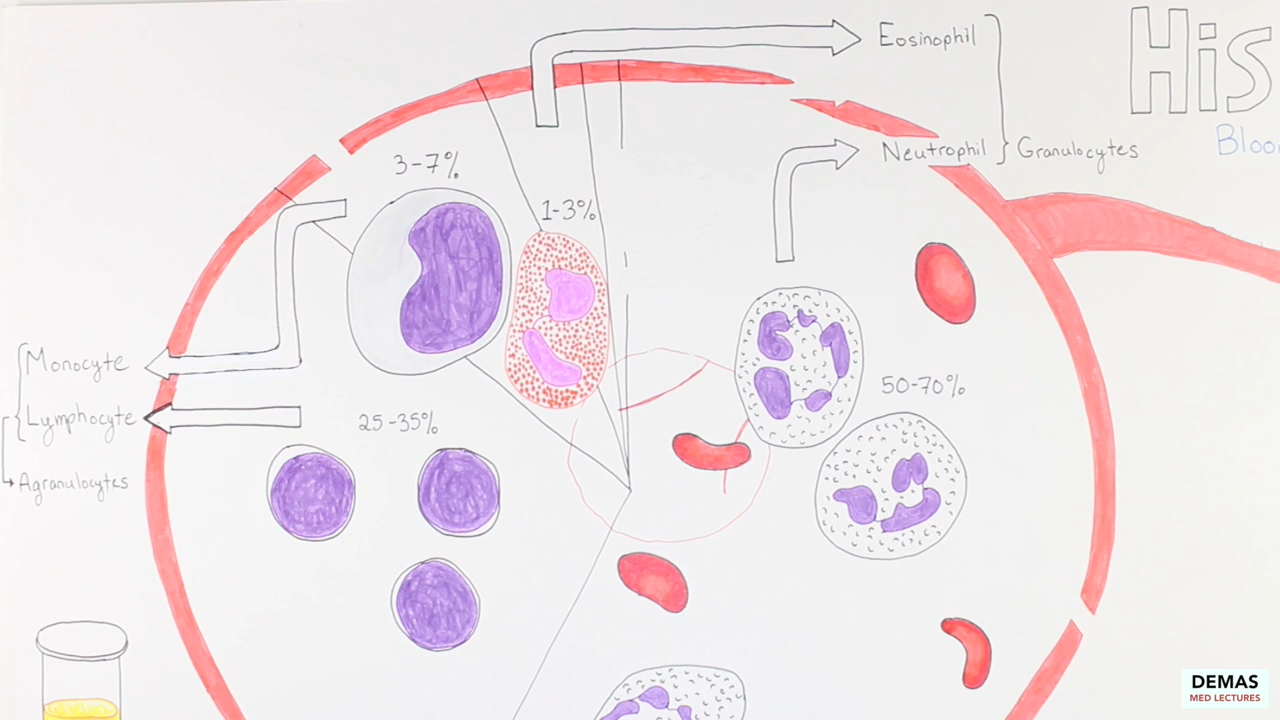 Eosinophil
His
Blood
Neutrophil
Granulocytes
3-7%
1-3%
Monocyte
Lymphocyte
Agranulocytes
25-35%
50-70%
DEMAS
MED LECTURES